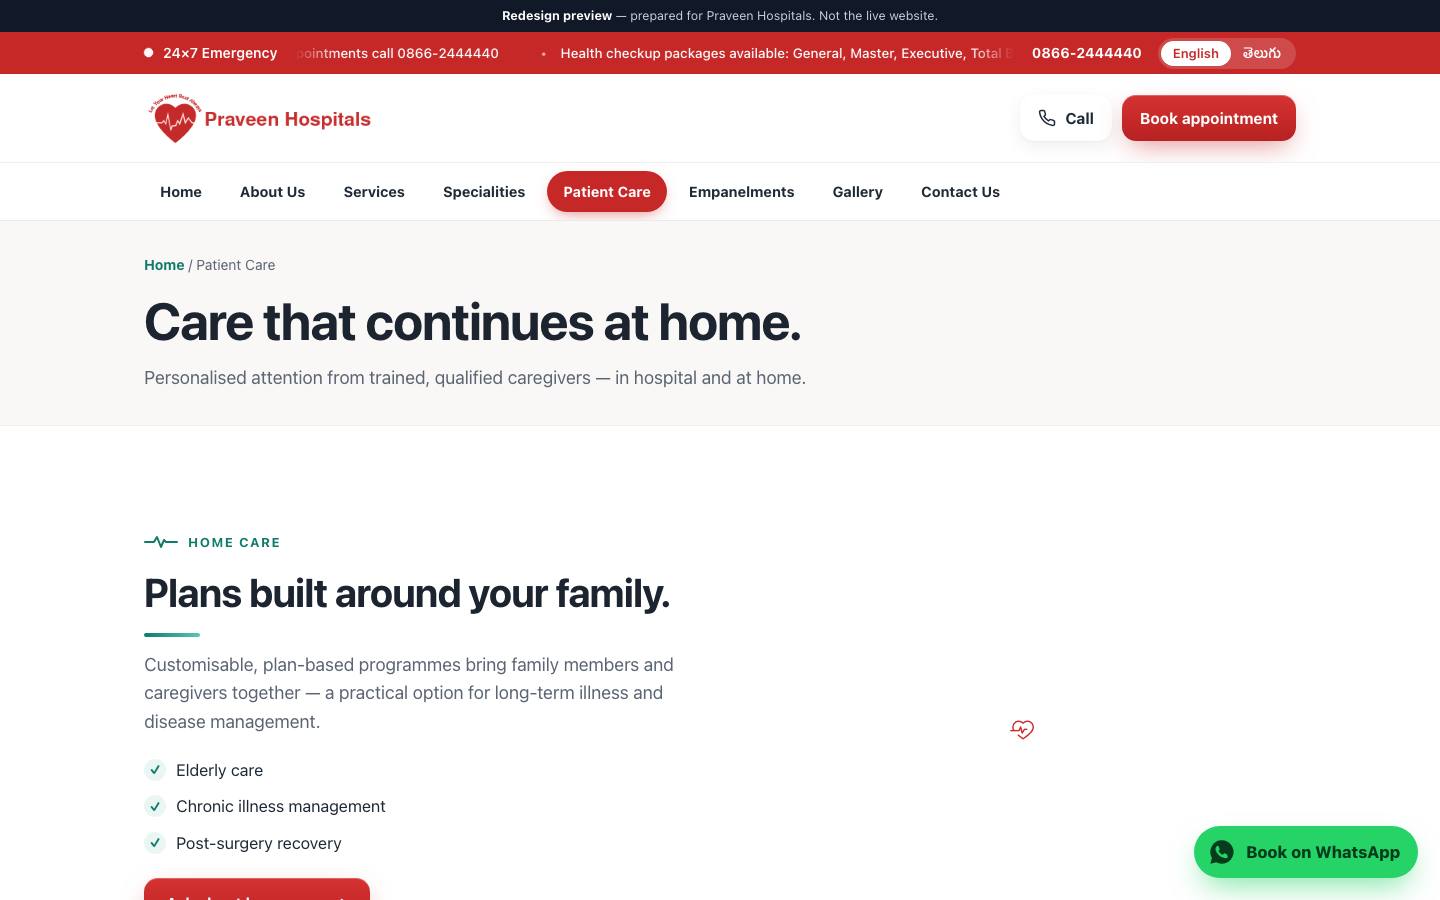 Redesign preview — prepared for Praveen Hospitals. Not the live website.
24×7 Emergency
call 0866-2444440
• Health checkup packages available: General, Master, Executive, Total
0866-2444440
English
తెలుగు
Let Your Heart Beat Always
Praveen Hospitals
Call
Book appointment
Home
About Us
Services
Specialities
Patient Care
Empanelments
Gallery
Contact Us
Home / Patient Care
Care that continues at home.
Personalised attention from trained, qualified caregivers — in hospital and at home.
HOME CARE
Plans built around your family.
Customisable, plan-based programmes bring family members and
caregivers together — a practical option for long-term illness and
disease management.
Elderly care
Chronic illness management
Post-surgery recovery
Book on WhatsApp